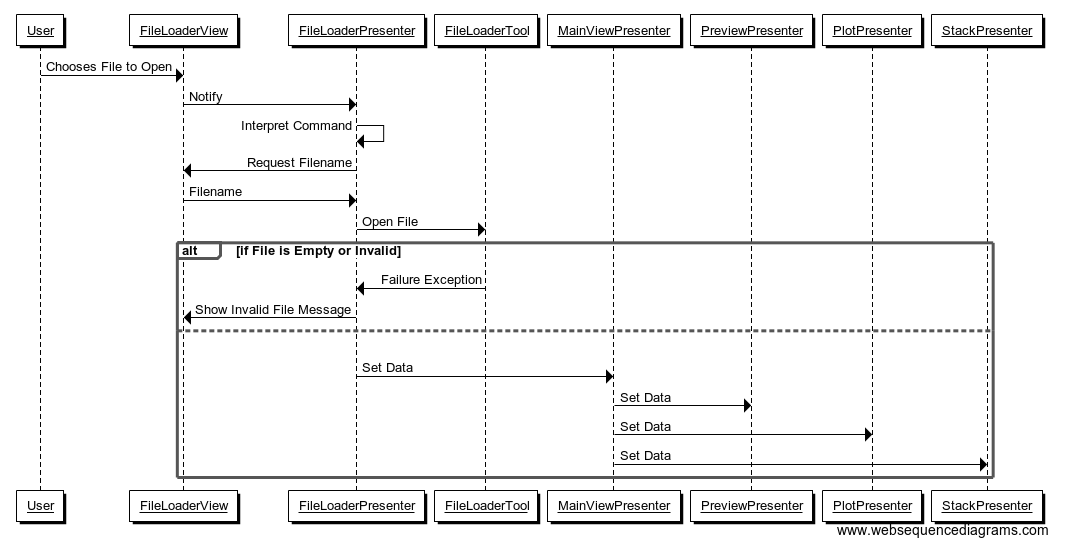 User FileLoaderView FileLoaderPresenter FileLoaderTool MainViewPresenter PreviewPresenter PlotPresenter StackPresenter
Chooses File to Open
Notify
Interpret Command
Request Filename
Filename
Open File
alt [if File is Empty or Invalid]
Failure Exception
Show Invalid File Message
Set Data
Set Data
Set Data
Set Data
User FileLoaderView FileLoaderPresenter FileLoaderTool MainViewPresenter PreviewPresenter PlotPresenter StackPresenter
www.websequencediagrams.com